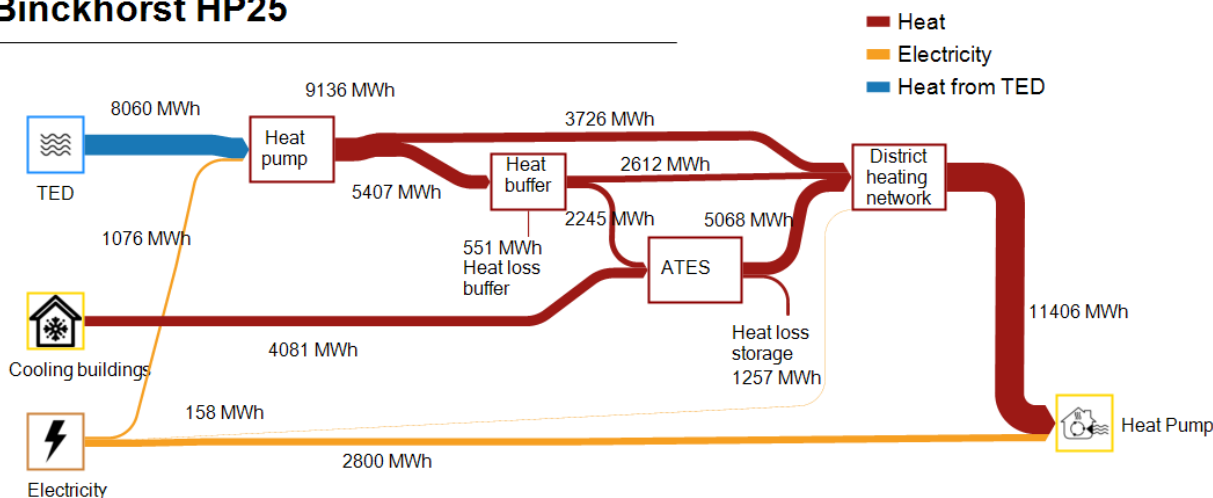 Binckhorst HP25
Heat
Electricity
Heat from TED
8060 MWh
9136 MWh
3726 MWh
Heat
pump
TED
5407 MWh
Heat
buffer
2612 MWh
District
heating
network
1076 MWh
2245 MWh
5068 MWh
551 MWh
Heat loss
buffer
ATES
4081 MWh
Cooling buildings
Heat loss
storage
1257 MWh
11406 MWh
158 MWh
2800 MWh
Heat Pump
Electricity